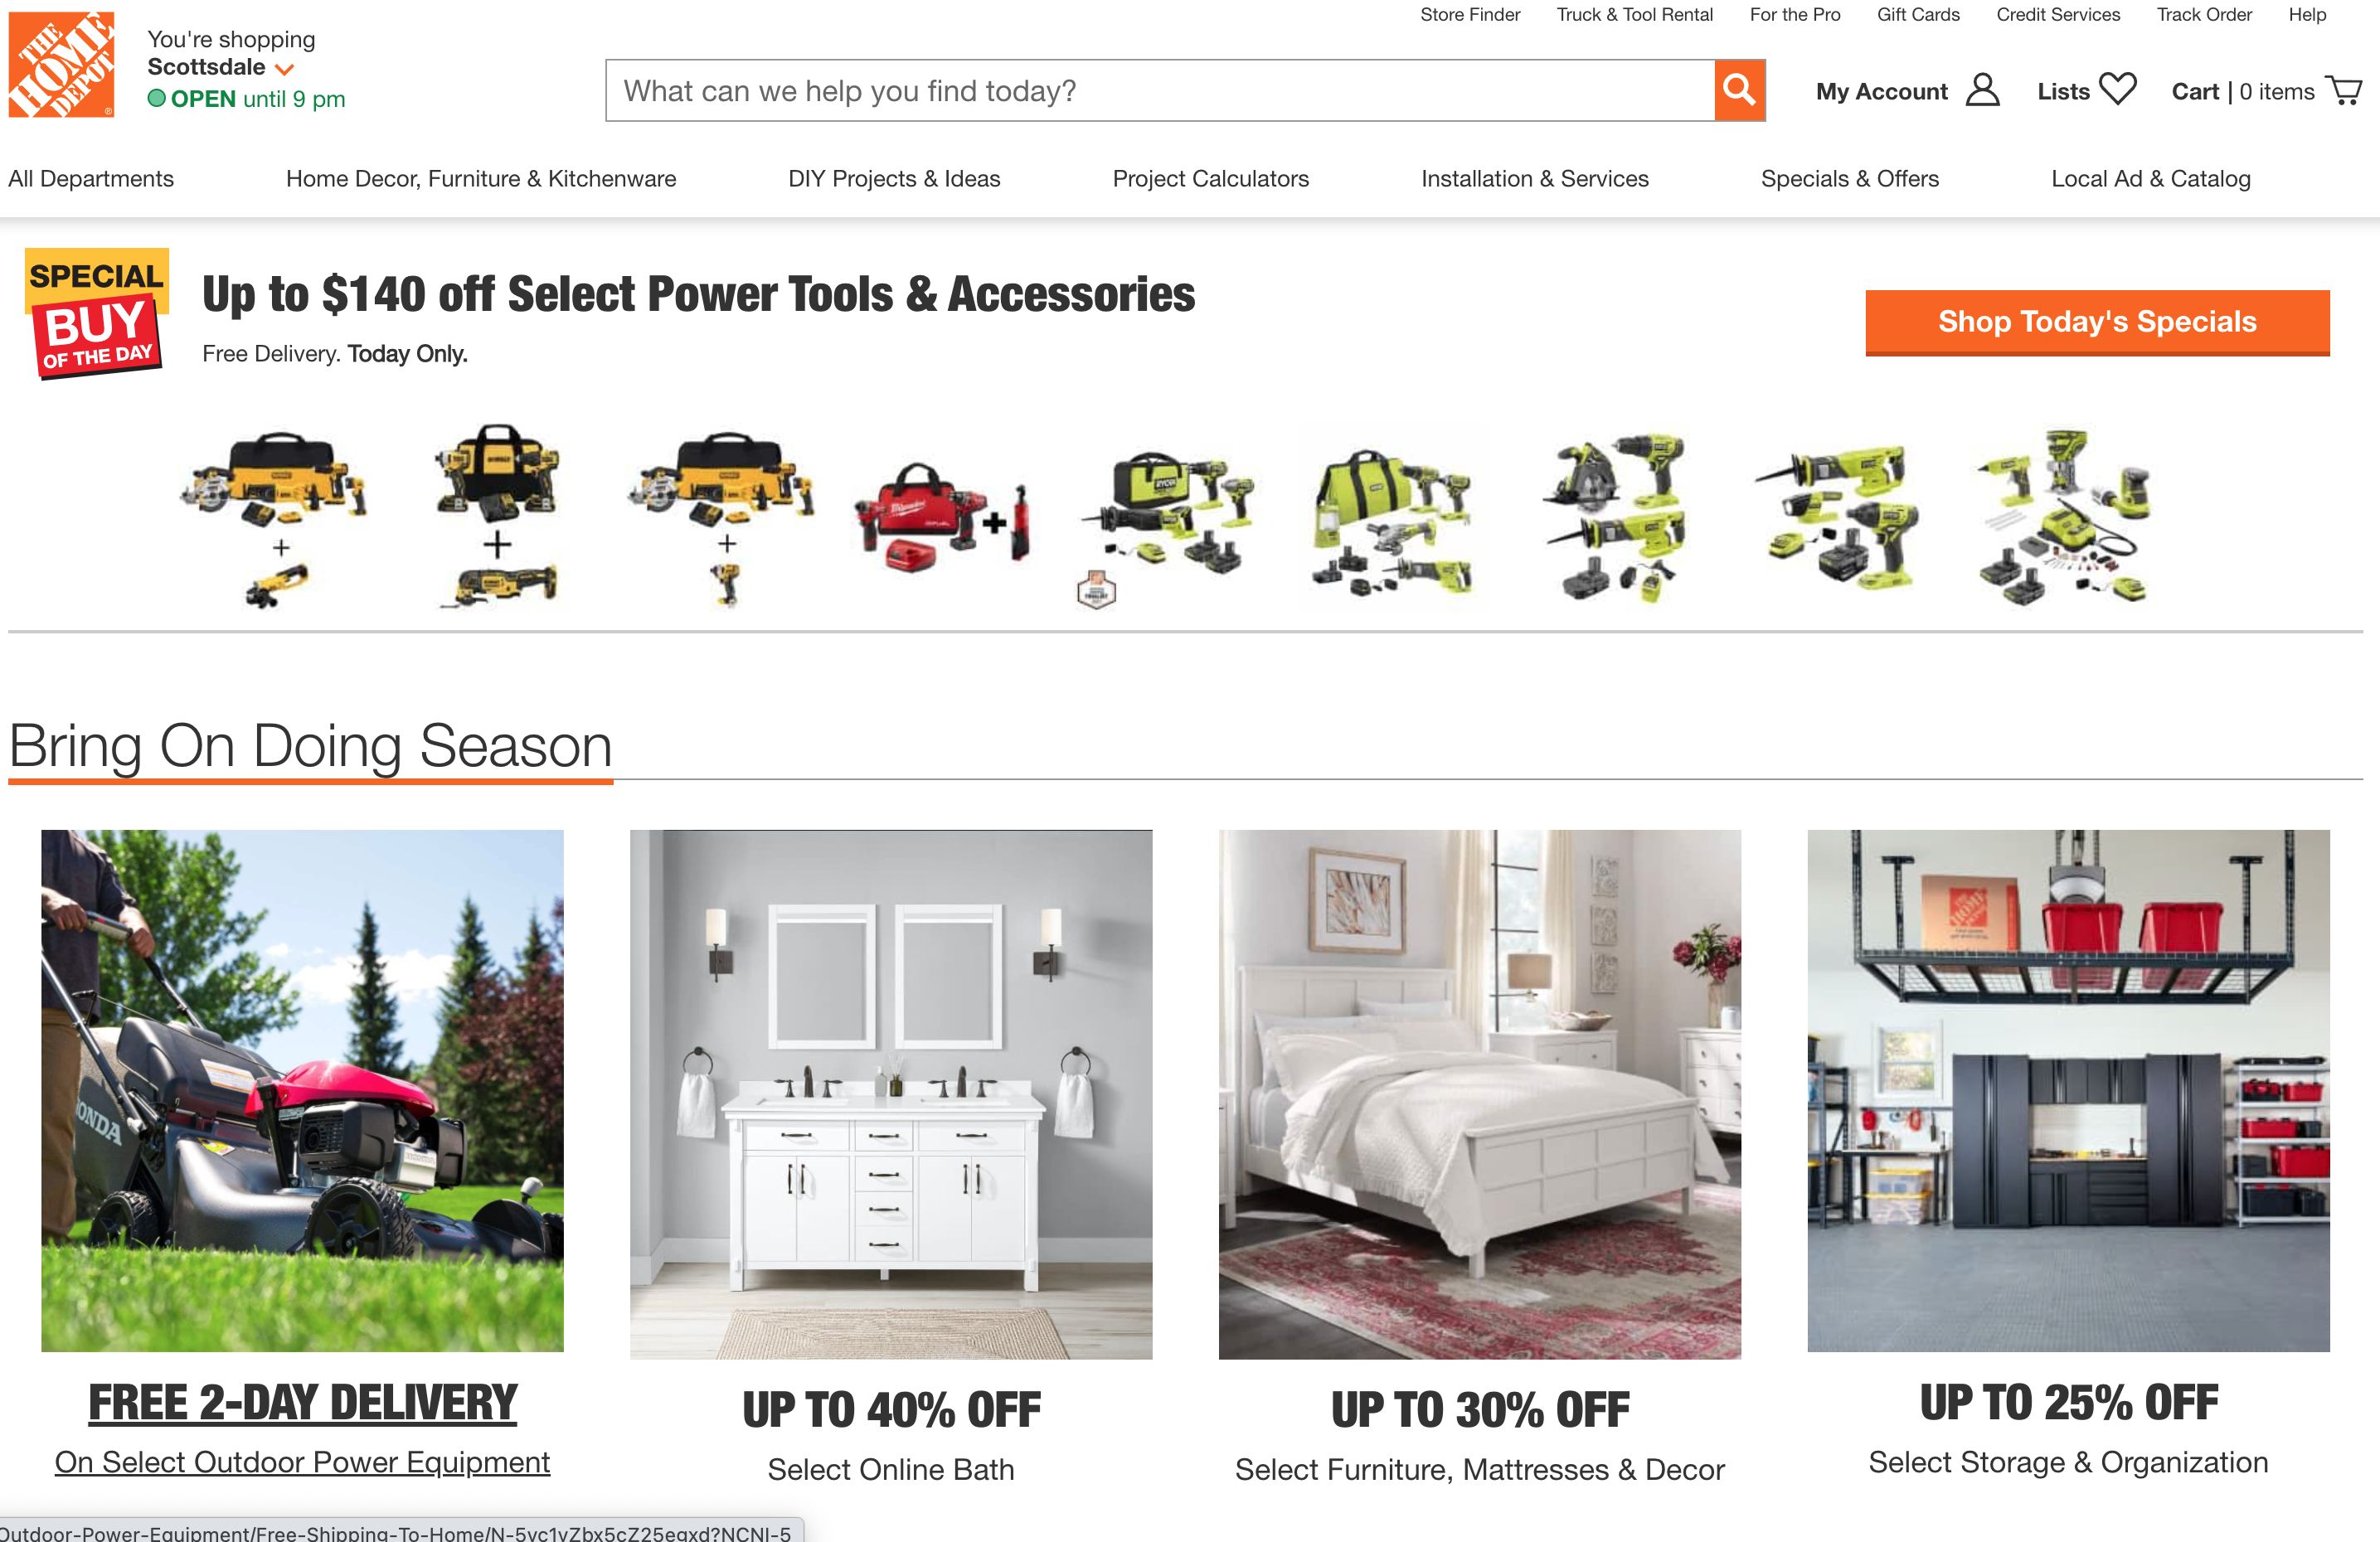 Store Finder
Truck & Tool Rental
For the Pro
Gift Cards
Credit Services
Track Order
Help
THE
HOME
DEPOT
®
You're shopping
Scottsdale
OPEN until 9 pm
What can we help you find today?
My Account
Lists
Cart | 0 items
All Departments
Home Decor, Furniture & Kitchenware
DIY Projects & Ideas
Project Calculators
Installation & Services
Specials & Offers
Local Ad & Catalog
SPECIAL
BUY
OF THE DAY
Up to $140 off Select Power Tools & Accessories
Free Delivery. Today Only.
Shop Today's Specials
Milwaukee
FUEL
RYOBI
Bring On Doing Season
HONDA
FREE 2-DAY DELIVERY
On Select Outdoor Power Equipment
UP TO 40% OFF
Select Online Bath
UP TO 30% OFF
Select Furniture, Mattresses & Decor
UP TO 25% OFF
Select Storage & Organization
Outdoor-Power-Equipment/Free-Shipping-To-Home/N-5yc1vZbx5cZ25eqxd?NCNI-5